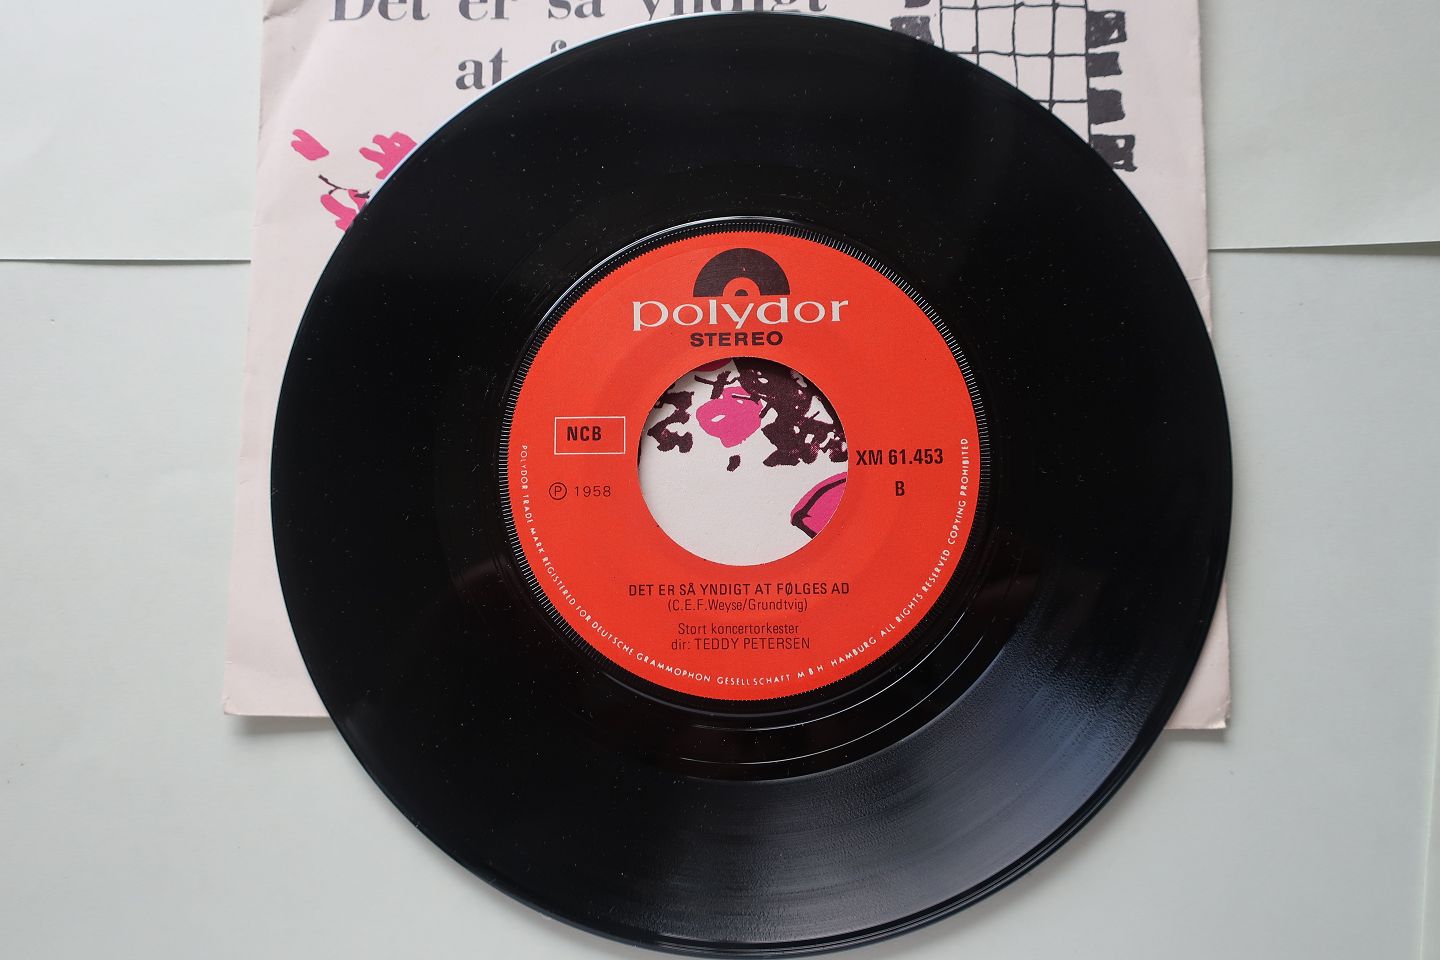 Det er så yndigt
at
polydor
STEREO
NCB
XM 61.453
B
℗ 1958
DET ER SÅ YNDIGT AT FØLGES AD
(C.E.F.Weyse/Grundtvig)
Stort koncertorkester
dir: TEDDY PETERSEN
POLYDOR TRADE MARK REGISTERED FOR DEUTSCHE GRAMMOPHON GESELLSCHAFT M B H HAMBURG ALL RIGHTS RESERVED COPYING PROHIBITED